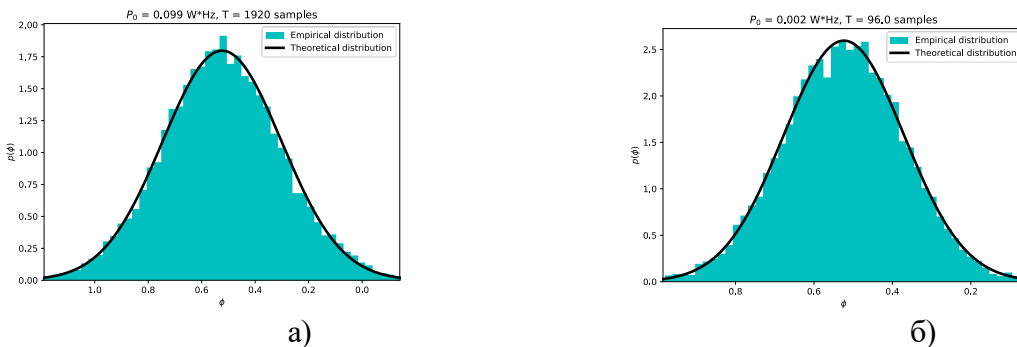 P₀ = 0.099 W*Hz, T = 1920 samples
Empirical distribution
Theoretical distribution
p(ϕ)
2.00
1.75
1.50
1.25
1.00
0.75
0.50
0.25
0.00
1.0 0.8 0.6 0.4 0.2 0.0
ϕ
а)
P₀ = 0.002 W*Hz, T = 96.0 samples
Empirical distribution
Theoretical distribution
p(ϕ)
2.5
2.0
1.5
1.0
0.5
0.0
0.8 0.6 0.4 0.2
ϕ
б)